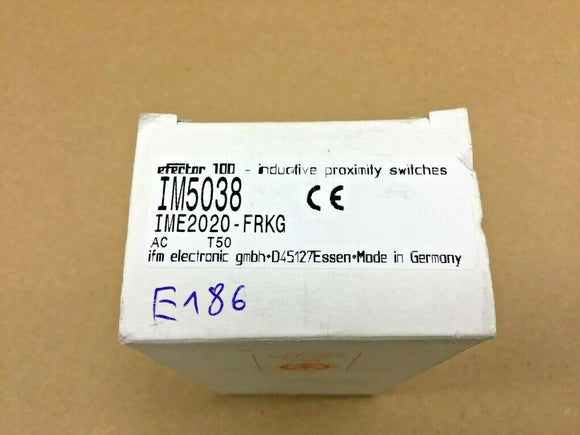 efector 100 - inductive proximity switches
IM5038 CE
IME2020-FRKG
AC T50
ifm electronic gmbh•D45127Essen•Made in Germany
E186